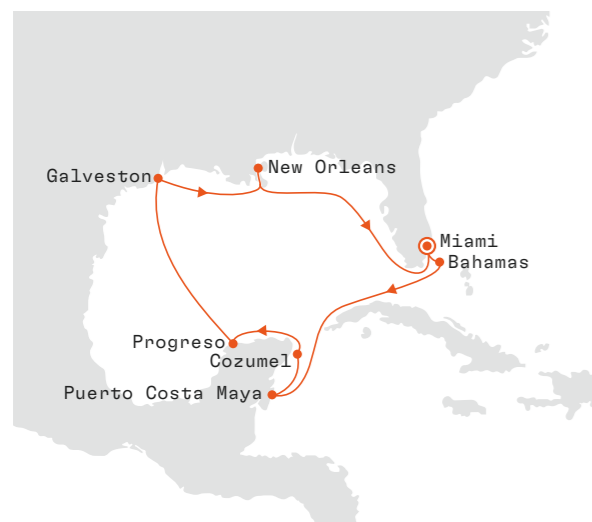 New Orleans
Galveston
Miami
Bahamas
Progreso
Cozumel
Puerto Costa Maya